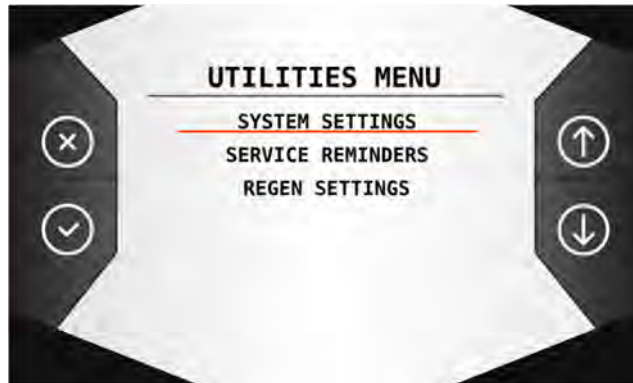 UTILITIES MENU
SYSTEM SETTINGS
SERVICE REMINDERS
REGEN SETTINGS